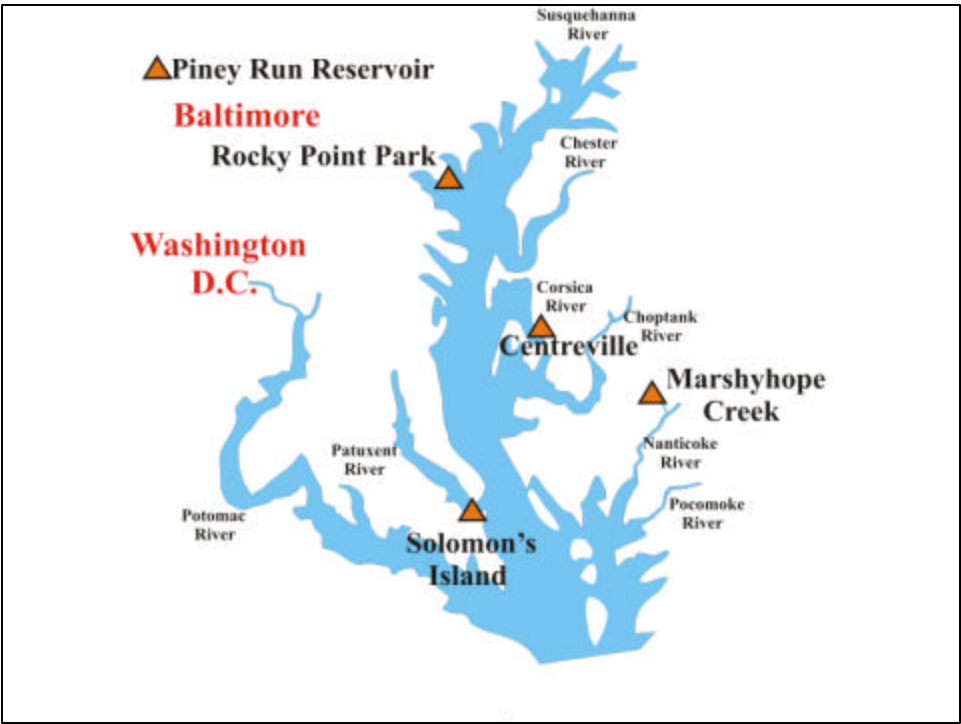 Susquehanna
River
Piney Run Reservoir
Baltimore
Rocky Point Park
Chester
River
Washington
D.C.
Corsica
River
Choptank
River
Centreville
Marshyhope
Creek
Patuxent
River
Nanticoke
River
Potomac
River
Pocomoke
River
Solomon's
Island